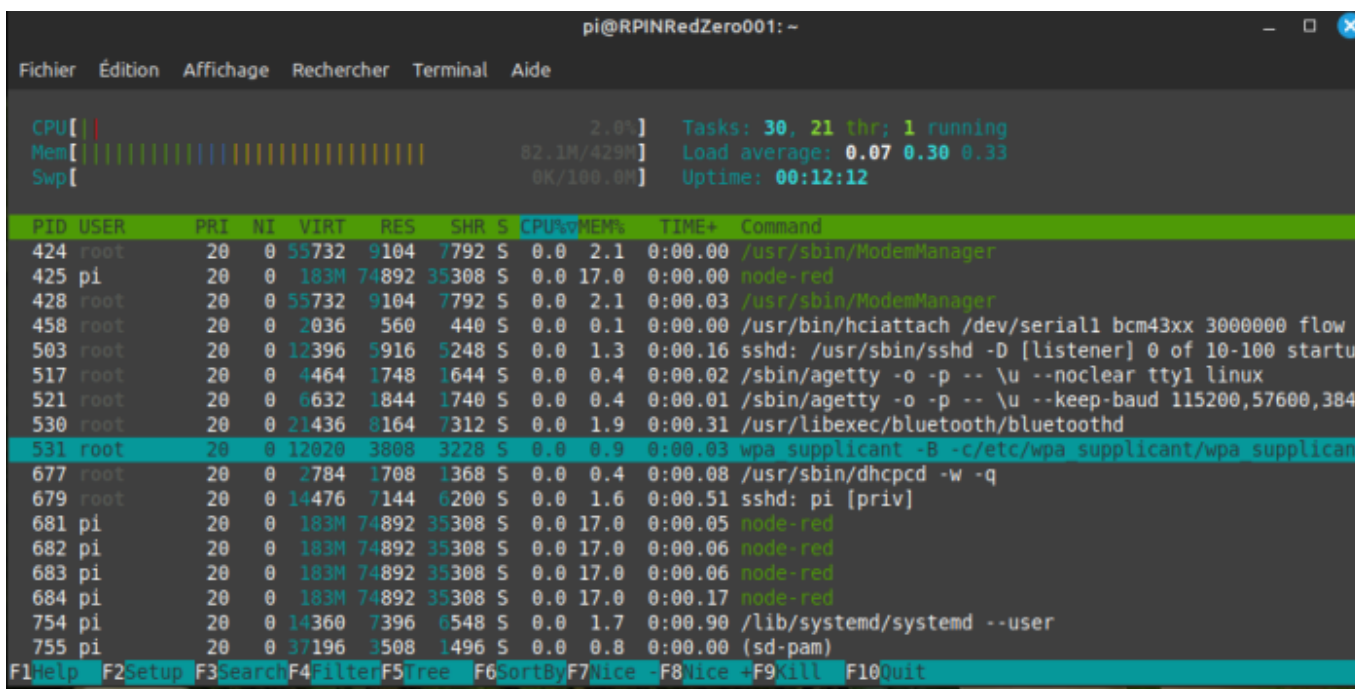 pi@RPINRedZero001: ~
Fichier Édition Affichage Rechercher Terminal Aide
CPU[|| 2.0%] Tasks: 30, 21 thr; 1 running
Mem[||||||||||||||||||||||||||||||| 82.1M/429M] Load average: 0.07 0.30 0.33
Swp[ 0K/100.0M] Uptime: 00:12:12
PID USER PRI NI VIRT RES SHR S CPU%▽MEM% TIME+ Command
424 root 20 0 55732 9104 7792 S 0.0 2.1 0:00.00 /usr/sbin/ModemManager
425 pi 20 0 183M 74892 35308 S 0.0 17.0 0:00.00 node-red
428 root 20 0 55732 9104 7792 S 0.0 2.1 0:00.03 /usr/sbin/ModemManager
458 root 20 0 2036 560 440 S 0.0 0.1 0:00.00 /usr/bin/hciattach /dev/serial1 bcm43xx 3000000 flow
503 root 20 0 12396 5916 5248 S 0.0 1.3 0:00.16 sshd: /usr/sbin/sshd -D [listener] 0 of 10-100 startu
517 root 20 0 4464 1748 1644 S 0.0 0.4 0:00.02 /sbin/agetty -o -p -- \u --noclear tty1 linux
521 root 20 0 6632 1844 1740 S 0.0 0.4 0:00.01 /sbin/agetty -o -p -- \u --keep-baud 115200,57600,384
530 root 20 0 21436 8164 7312 S 0.0 1.9 0:00.31 /usr/libexec/bluetooth/bluetoothd
531 root 20 0 12020 3808 3228 S 0.0 0.9 0:00.03 wpa_supplicant -B -c/etc/wpa_supplicant/wpa_supplican
677 root 20 0 2784 1708 1368 S 0.0 0.4 0:00.08 /usr/sbin/dhcpcd -w -q
679 root 20 0 14476 7144 6200 S 0.0 1.6 0:00.51 sshd: pi [priv]
681 pi 20 0 183M 74892 35308 S 0.0 17.0 0:00.05 node-red
682 pi 20 0 183M 74892 35308 S 0.0 17.0 0:00.06 node-red
683 pi 20 0 183M 74892 35308 S 0.0 17.0 0:00.06 node-red
684 pi 20 0 183M 74892 35308 S 0.0 17.0 0:00.17 node-red
754 pi 20 0 14360 7396 6548 S 0.0 1.7 0:00.90 /lib/systemd/systemd --user
755 pi 20 0 37196 3508 1496 S 0.0 0.8 0:00.00 (sd-pam)
F1Help F2Setup F3SearchF4FilterF5Tree F6SortByF7Nice -F8Nice +F9Kill F10Quit